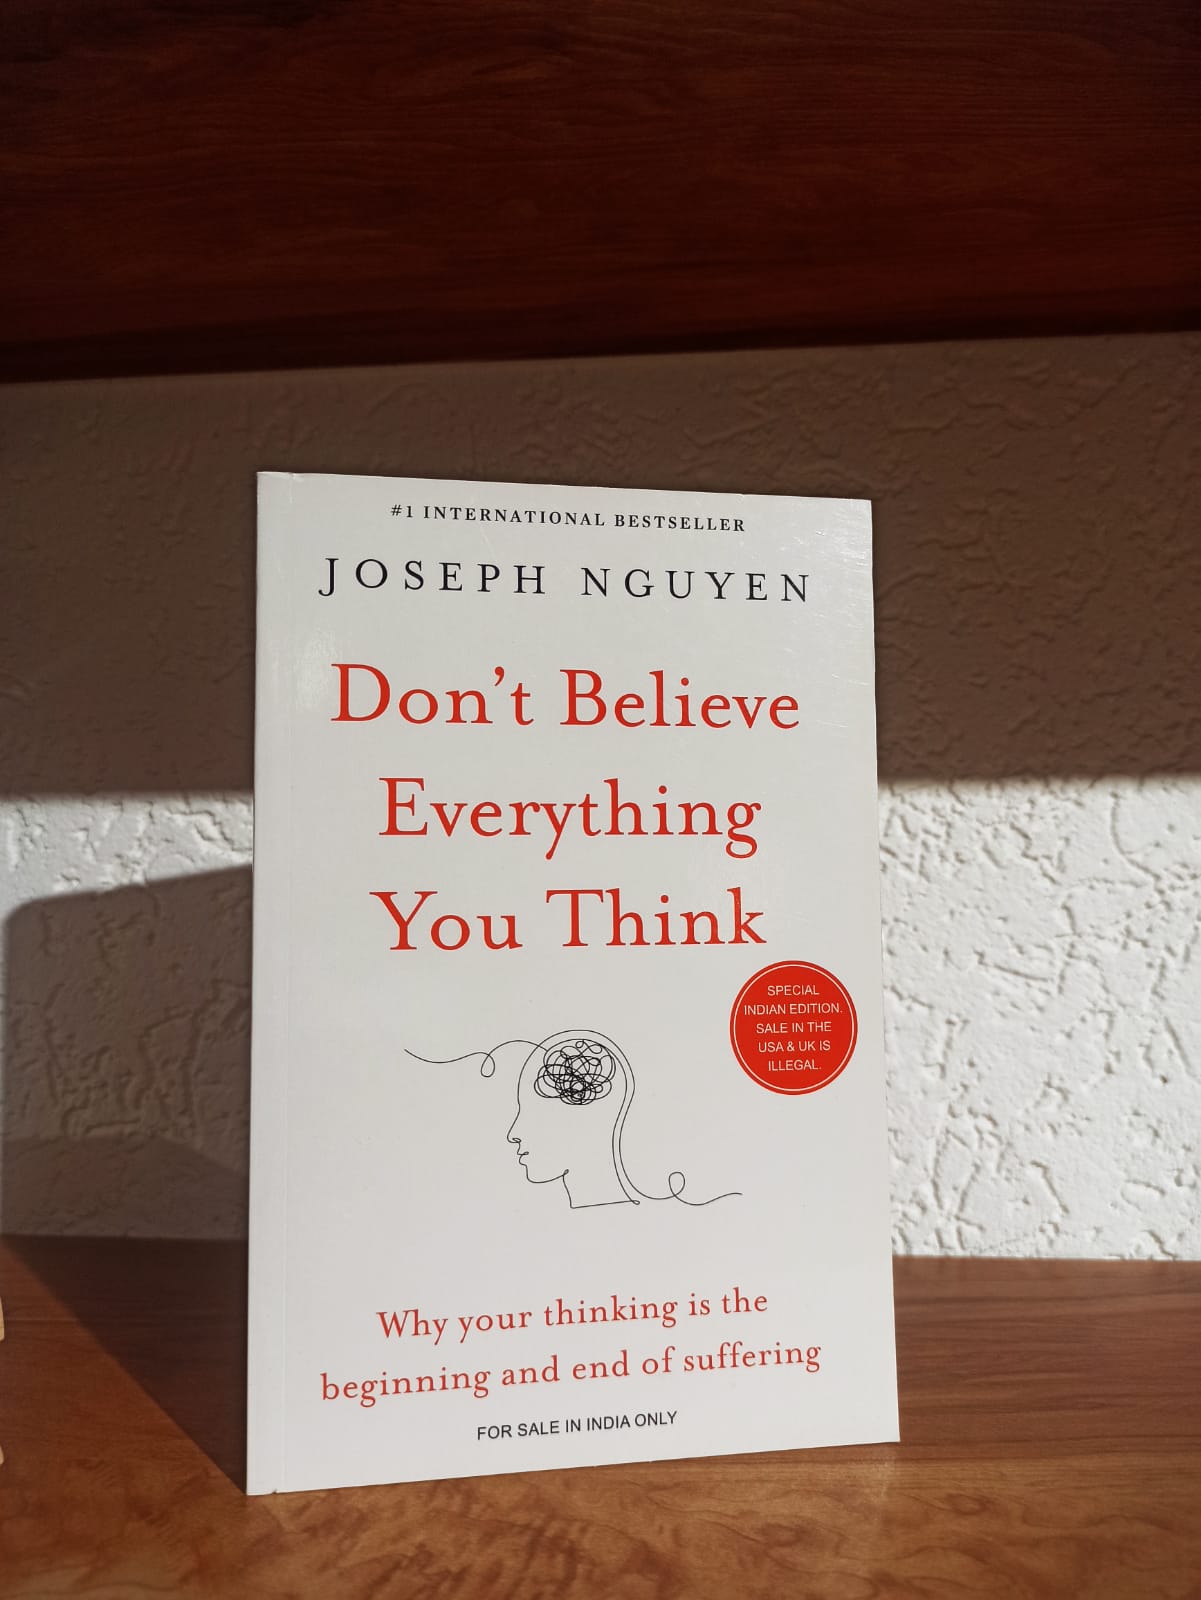 #1 INTERNATIONAL BESTSELLER
JOSEPH NGUYEN
Don't Believe
Everything
You Think
SPECIAL
INDIAN EDITION.
SALE IN THE
USA & UK IS
ILLEGAL.
Why your thinking is the
beginning and end of suffering
FOR SALE IN INDIA ONLY